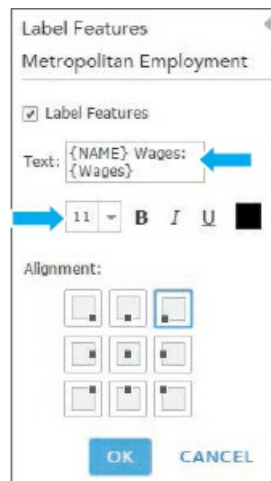 Label Features
Metropolitan Employment
Label Features
Text: {NAME} Wages:
{Wages}
11 B I U
Alignment:
OK CANCEL